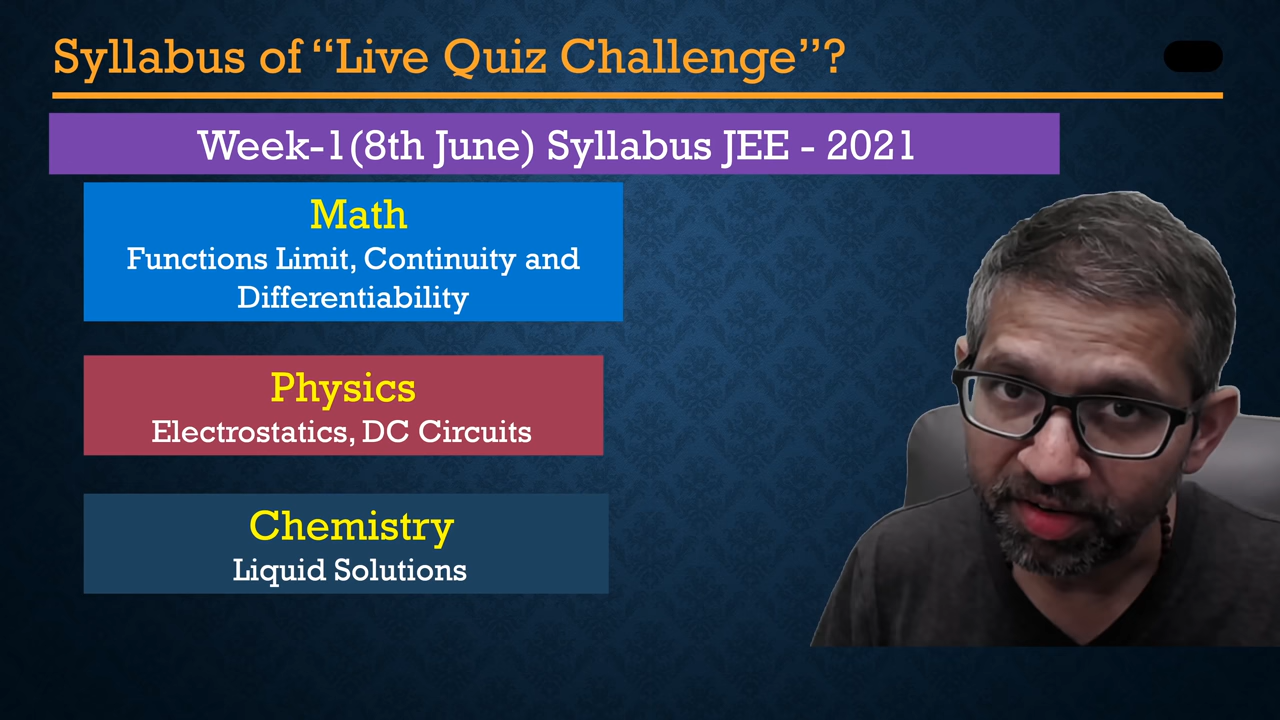 Syllabus of “Live Quiz Challenge”?
Week-1(8th June) Syllabus JEE - 2021
Math
Functions Limit, Continuity and
Differentiability
Physics
Electrostatics, DC Circuits
Chemistry
Liquid Solutions